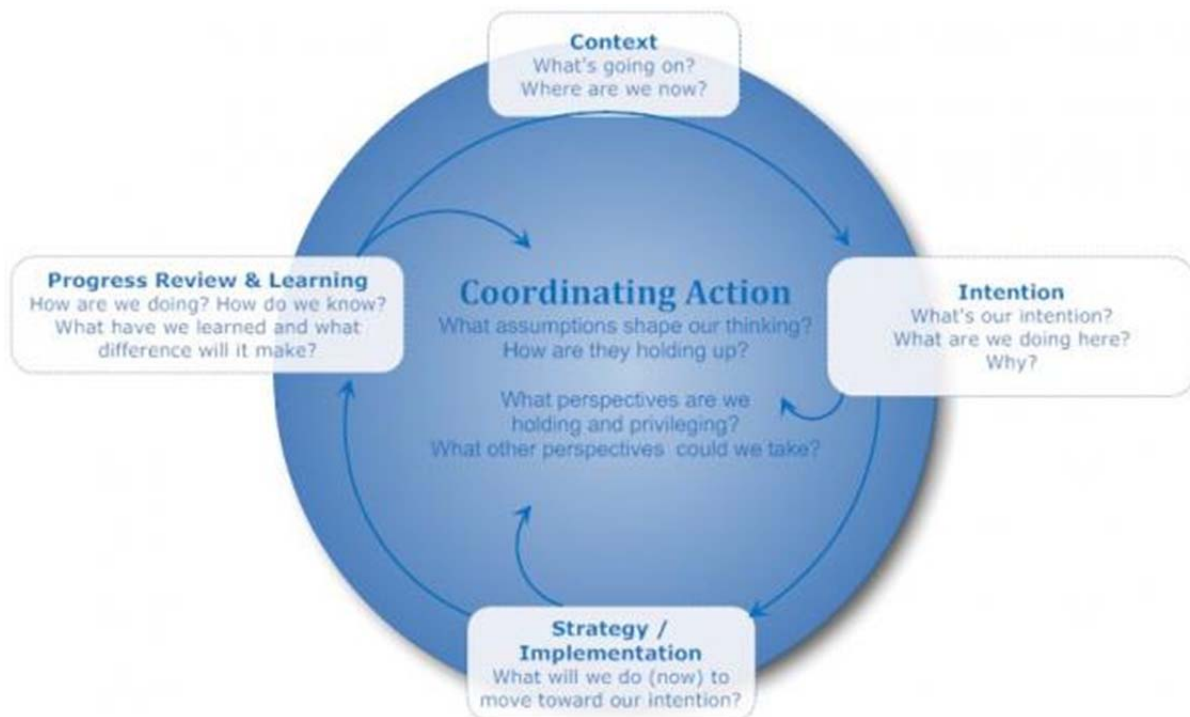 Context
What's going on?
Where are we now?
Progress Review & Learning
How are we doing? How do we know?
What have we learned and what
difference will it make?
Coordinating Action
What assumptions shape our thinking?
How are they holding up?
What perspectives are we
holding and privileging?
What other perspectives could we take?
Intention
What's our intention?
What are we doing here?
Why?
Strategy /
Implementation
What will we do (now) to
move toward our intention?